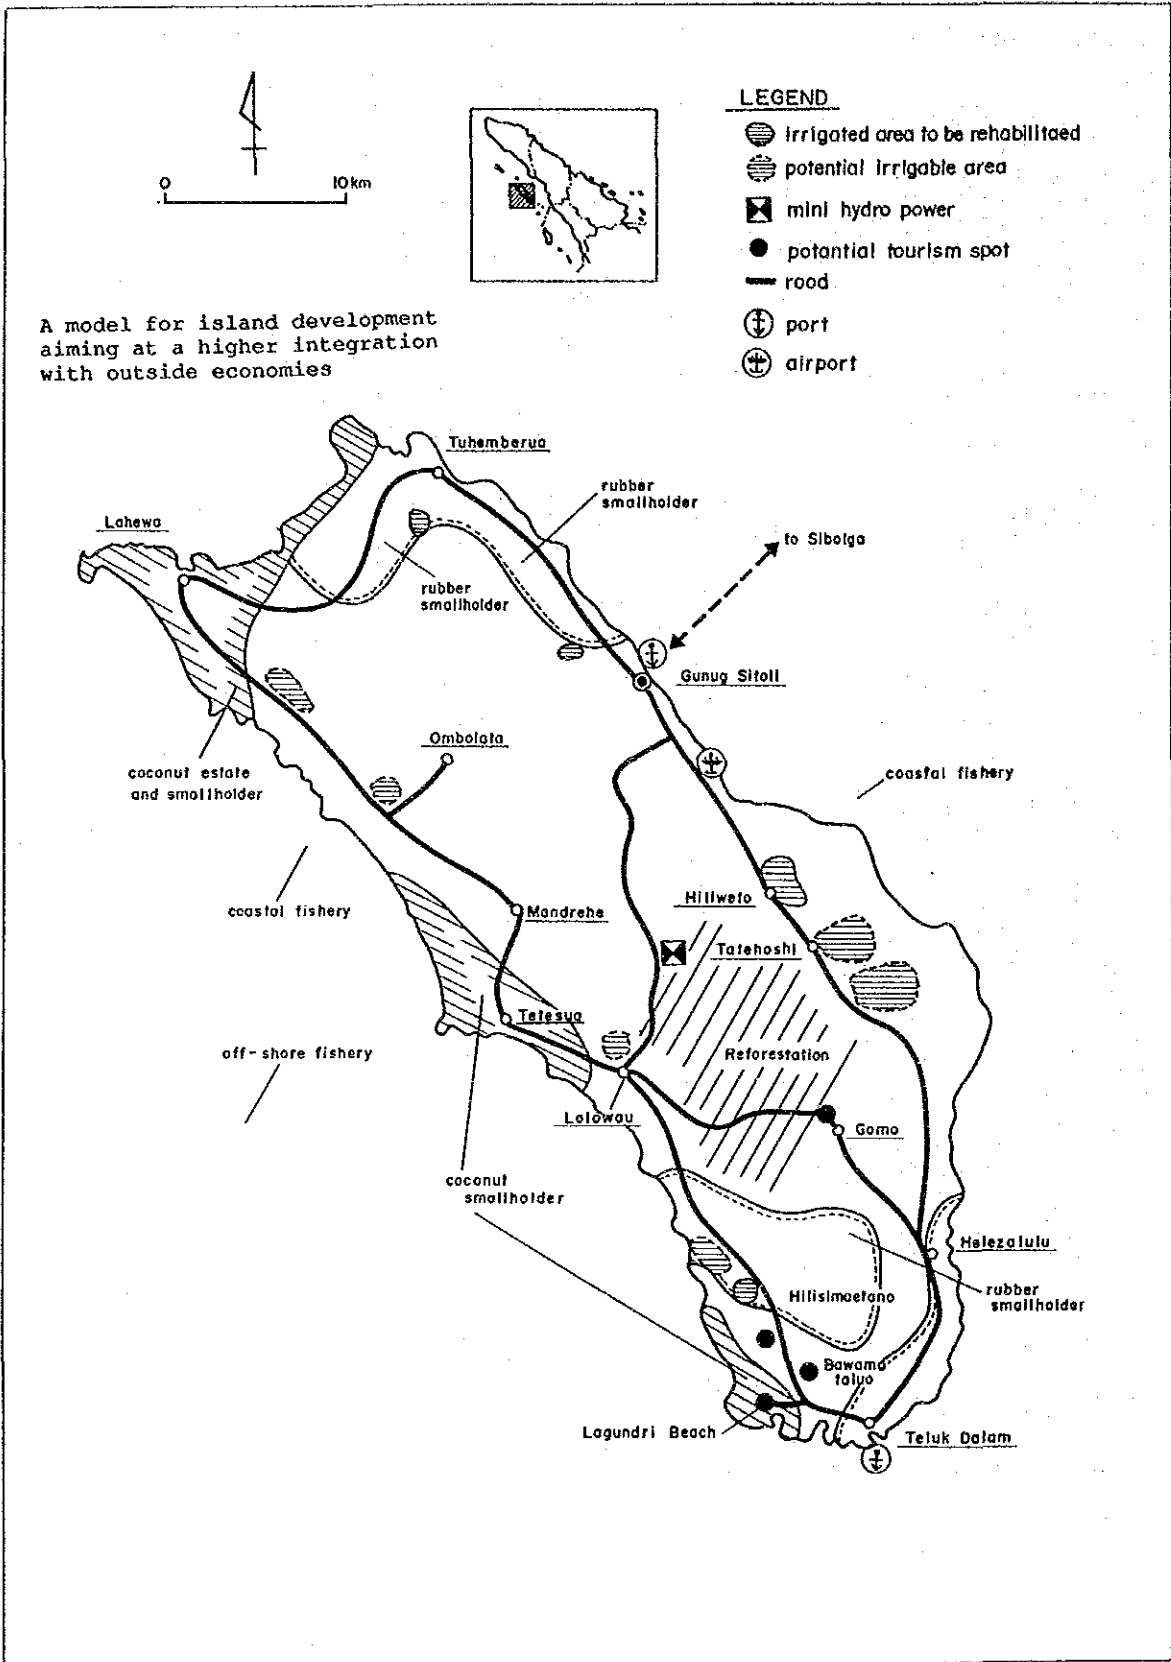 LEGEND
irrigated area to be rehabilitaed
potential irrigable area
mini hydro power
potantial tourism spot
rood
port
airport
0 10km
A model for island development
aiming at a higher integration
with outside economies
Tuhemberua
rubber
smallholder
Lahewa
to Sibolga
rubber
smallholder
Gunug Sitoli
Ombolata
coconut estate
and smallholder
coastal fishery
Hiliweto
coastal fishery
Mandrehe
Tatehoshi
Tetesua
off-shore fishery
Reforestation
Lolowau
Gomo
coconut
smallholder
Helezalulu
rubber
smallholder
Hilisimaetano
Bawama
taluo
Lagundri Beach
Teluk Dalam